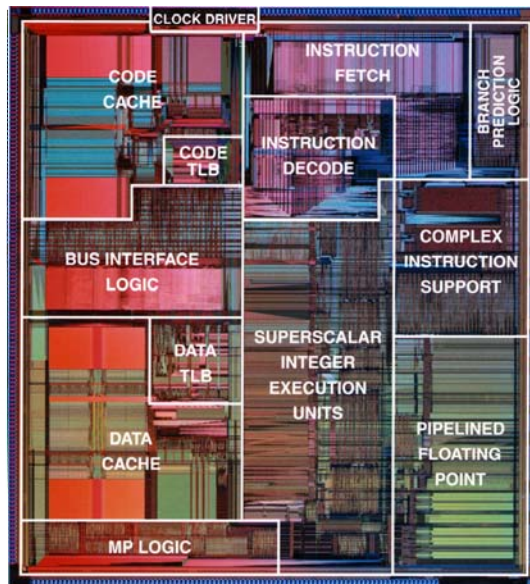 CLOCK DRIVER
CODE
CACHE
INSTRUCTION
FETCH
BRANCH
PREDICTION
LOGIC
CODE
TLB
INSTRUCTION
DECODE
BUS INTERFACE
LOGIC
COMPLEX
INSTRUCTION
SUPPORT
DATA
TLB
SUPERSCALAR
INTEGER
EXECUTION
UNITS
DATA
CACHE
PIPELINED
FLOATING
POINT
MP LOGIC